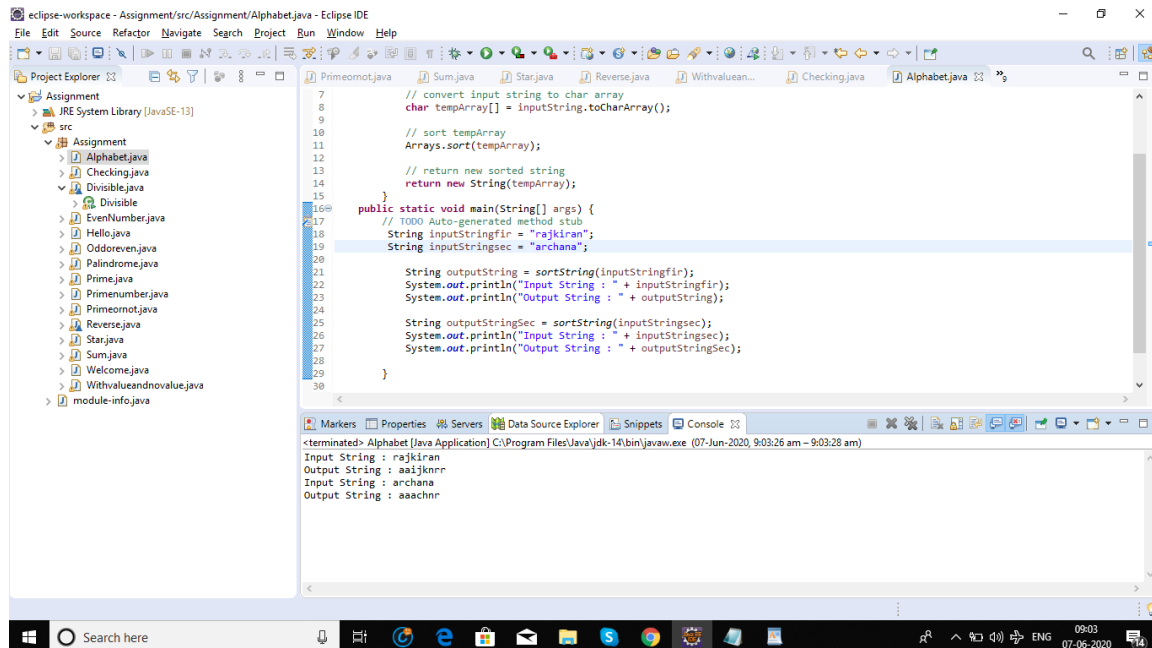 eclipse-workspace - Assignment/src/Assignment/Alphabet.java - Eclipse IDE
File Edit Source Refactor Navigate Search Project Run Window Help
Project Explorer
Assignment
JRE System Library [JavaSE-13]
src
Assignment
Alphabet.java
Checking.java
Divisible.java
Divisible
EvenNumber.java
Hello.java
Oddoreven.java
Palindrome.java
Prime.java
Primenumber.java
Primeornot.java
Reverse.java
Star.java
Sum.java
Welcome.java
Withvalueandnovalue.java
module-info.java
Primeornot.java Sum.java Star.java Reverse.java Withvaluean... Checking.java Alphabet.java »9
7 // convert input string to char array
8 char tempArray[] = inputString.toCharArray();
9
10 // sort tempArray
11 Arrays.sort(tempArray);
12
13 // return new sorted string
14 return new String(tempArray);
15 }
16 public static void main(String[] args) {
17 // TODO Auto-generated method stub
18 String inputStringfir = "rajkiran";
19 String inputStringsec = "archana";
20
21 String outputString = sortString(inputStringfir);
22 System.out.println("Input String : " + inputStringfir);
23 System.out.println("Output String : " + outputString);
24
25 String outputStringSec = sortString(inputStringsec);
26 System.out.println("Input String : " + inputStringsec);
27 System.out.println("Output String : " + outputStringSec);
28
29 }
30
Markers Properties Servers Data Source Explorer Snippets Console
<terminated> Alphabet [Java Application] C:\Program Files\Java\jdk-14\bin\javaw.exe (07-Jun-2020, 9:03:26 am – 9:03:28 am)
Input String : rajkiran
Output String : aaijknrr
Input String : archana
Output String : aaachnr
Search here
ENG
09:03
07-06-2020
14